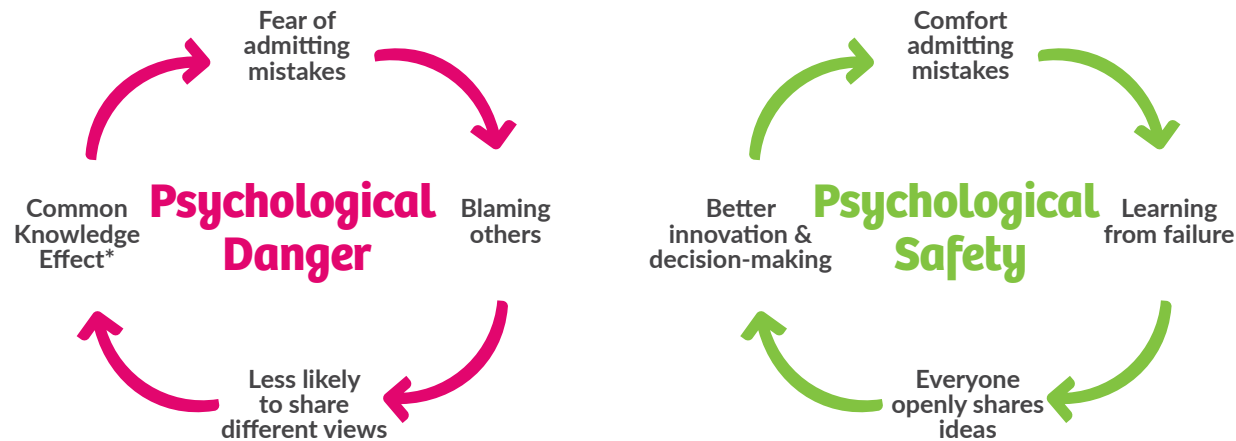 Fear of
admitting
mistakes
Psychological
Danger
Blaming
others
Less likely
to share
different views
Common
Knowledge
Effect*
Comfort
admitting
mistakes
Psychological
Safety
Learning
from failure
Everyone
openly shares
ideas
Better
innovation &
decision-making